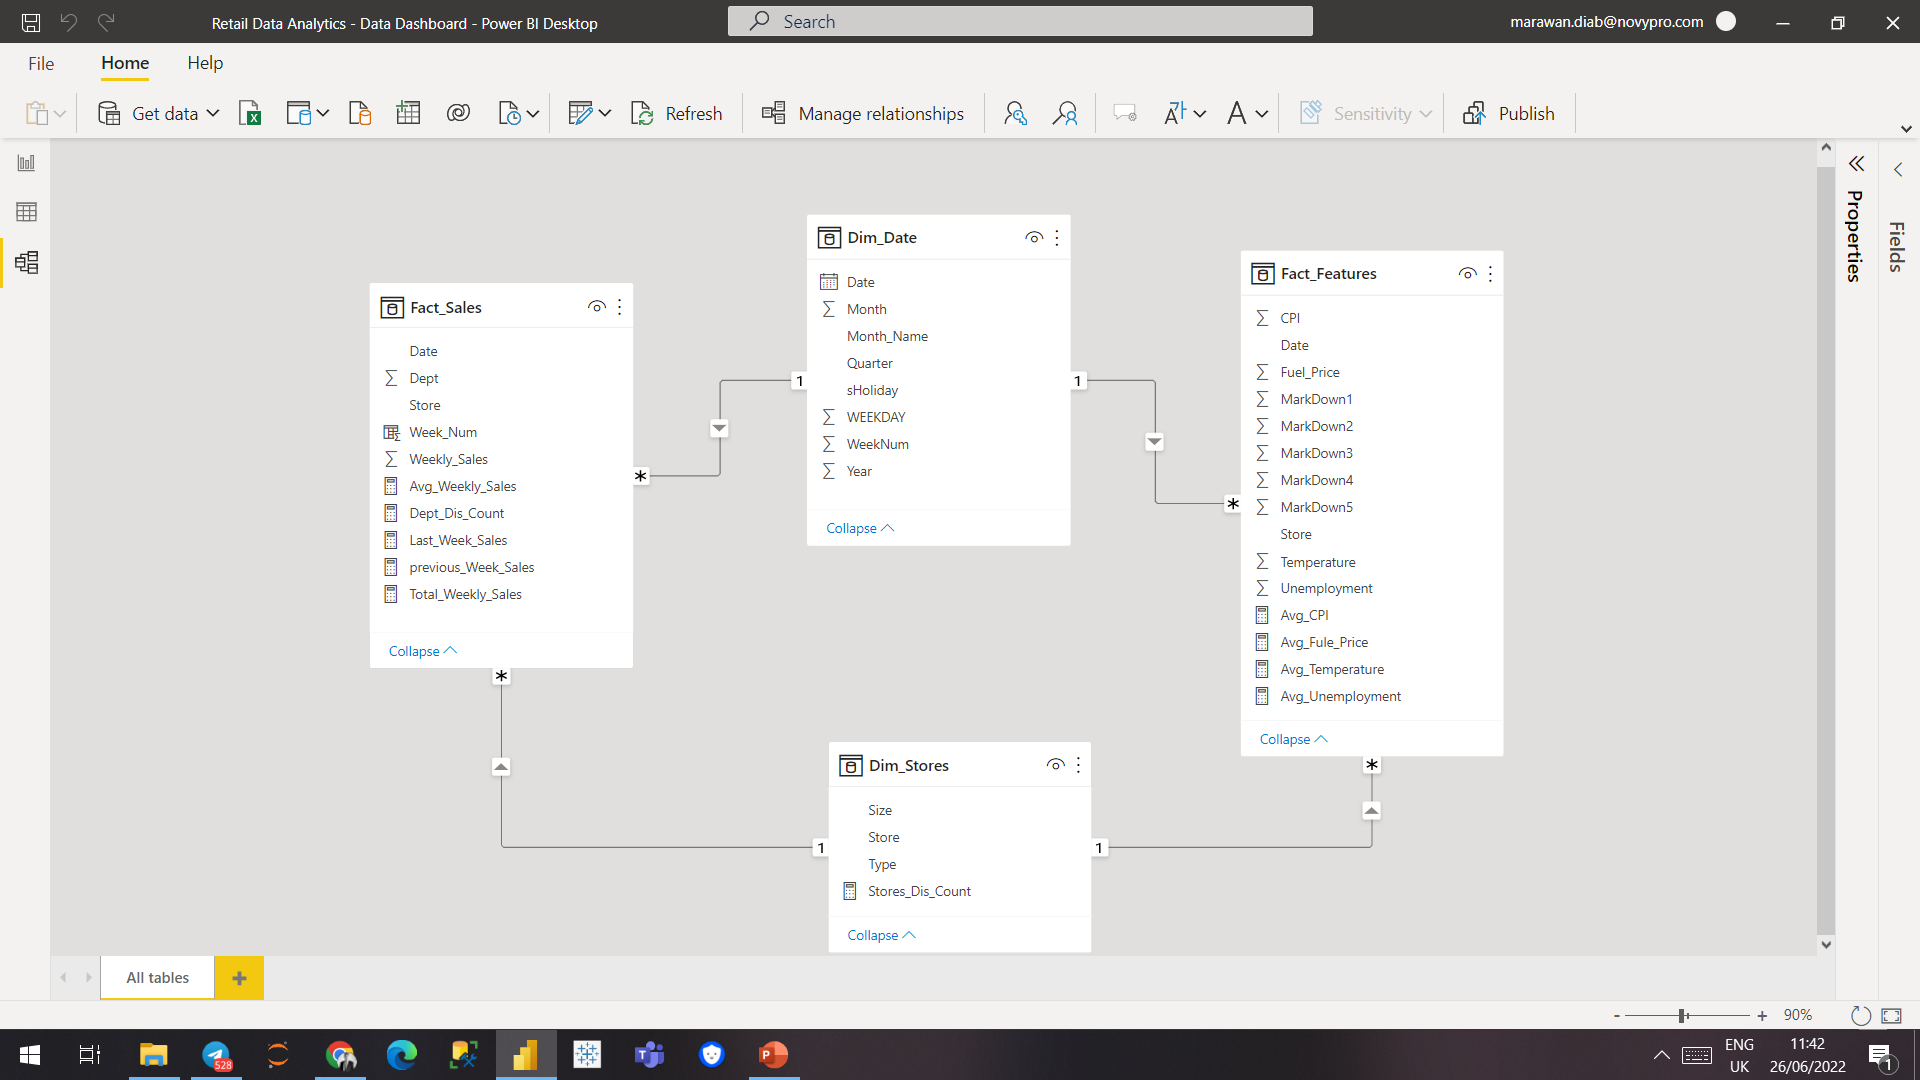 Retail Data Analytics - Data Dashboard - Power BI Desktop
Search
marawan.diab@novypro.com
File
Home
Help
Get data
Refresh
Manage relationships
Sensitivity
Publish
Properties
Fields
Fact_Sales
Date
Dept
Store
Week_Num
Weekly_Sales
Avg_Weekly_Sales
Dept_Dis_Count
Last_Week_Sales
previous_Week_Sales
Total_Weekly_Sales
Collapse
Dim_Date
Date
Month
Month_Name
Quarter
sHoliday
WEEKDAY
WeekNum
Year
Collapse
Fact_Features
CPI
Date
Fuel_Price
MarkDown1
MarkDown2
MarkDown3
MarkDown4
MarkDown5
Store
Temperature
Unemployment
Avg_CPI
Avg_Fule_Price
Avg_Temperature
Avg_Unemployment
Collapse
Dim_Stores
Size
Store
Type
Stores_Dis_Count
Collapse
1
*
1
*
*
1
1
*
All tables
+
- + 90%
528
ENG
UK
11:42
26/06/2022
1